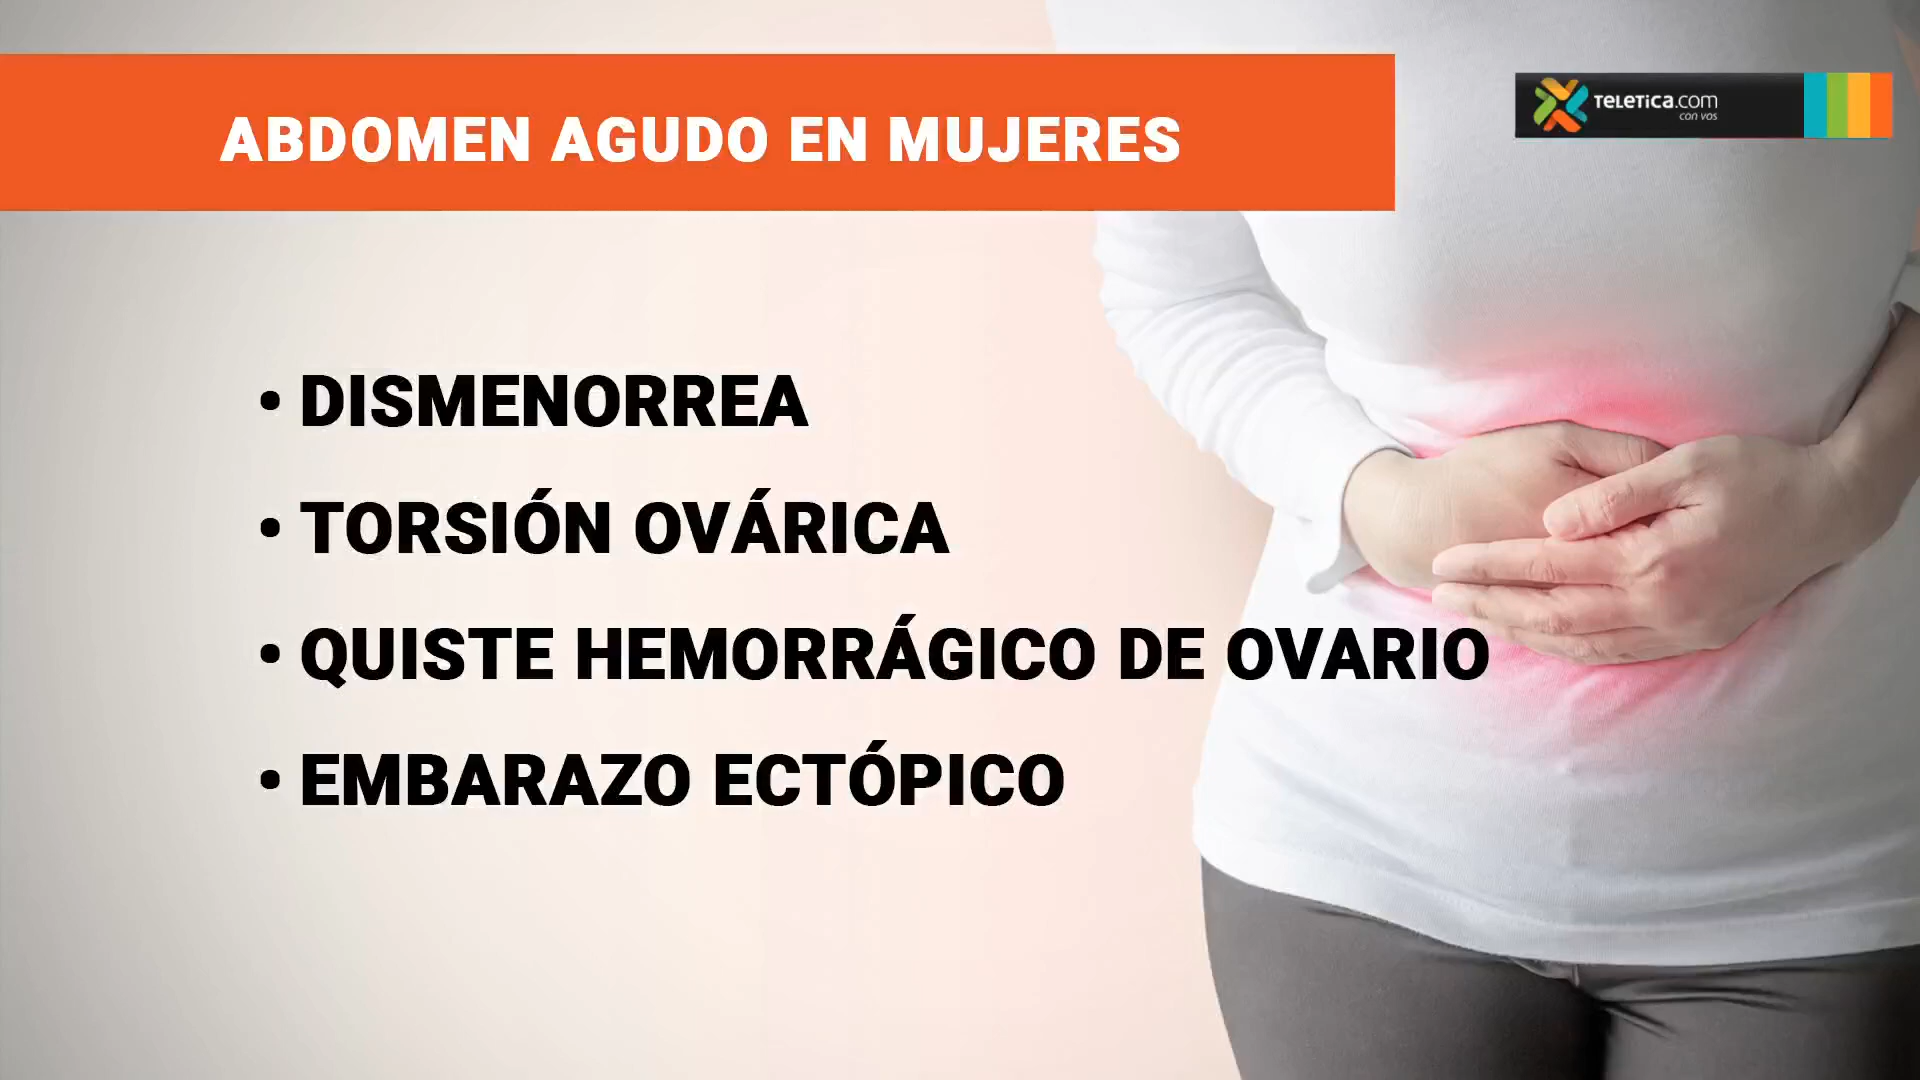 ABDOMEN AGUDO EN MUJERES
TELETICA.COM
con vos
• DISMENORREA
• TORSIÓN OVÁRICA
• QUISTE HEMORRÁGICO DE OVARIO
• EMBARAZO ECTÓPICO